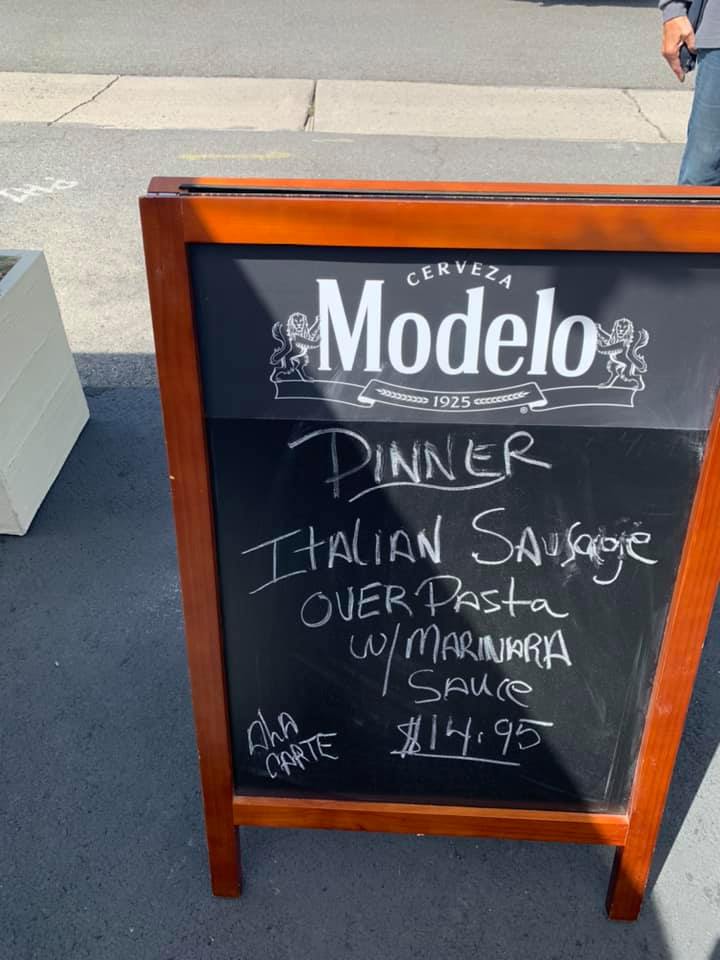 CERVEZA
Modelo
1925
DINNER
ITALIAN SAUSage
OVER PASta
W/ MARINARA
SAUCe
$14.95
ALA
CARTE